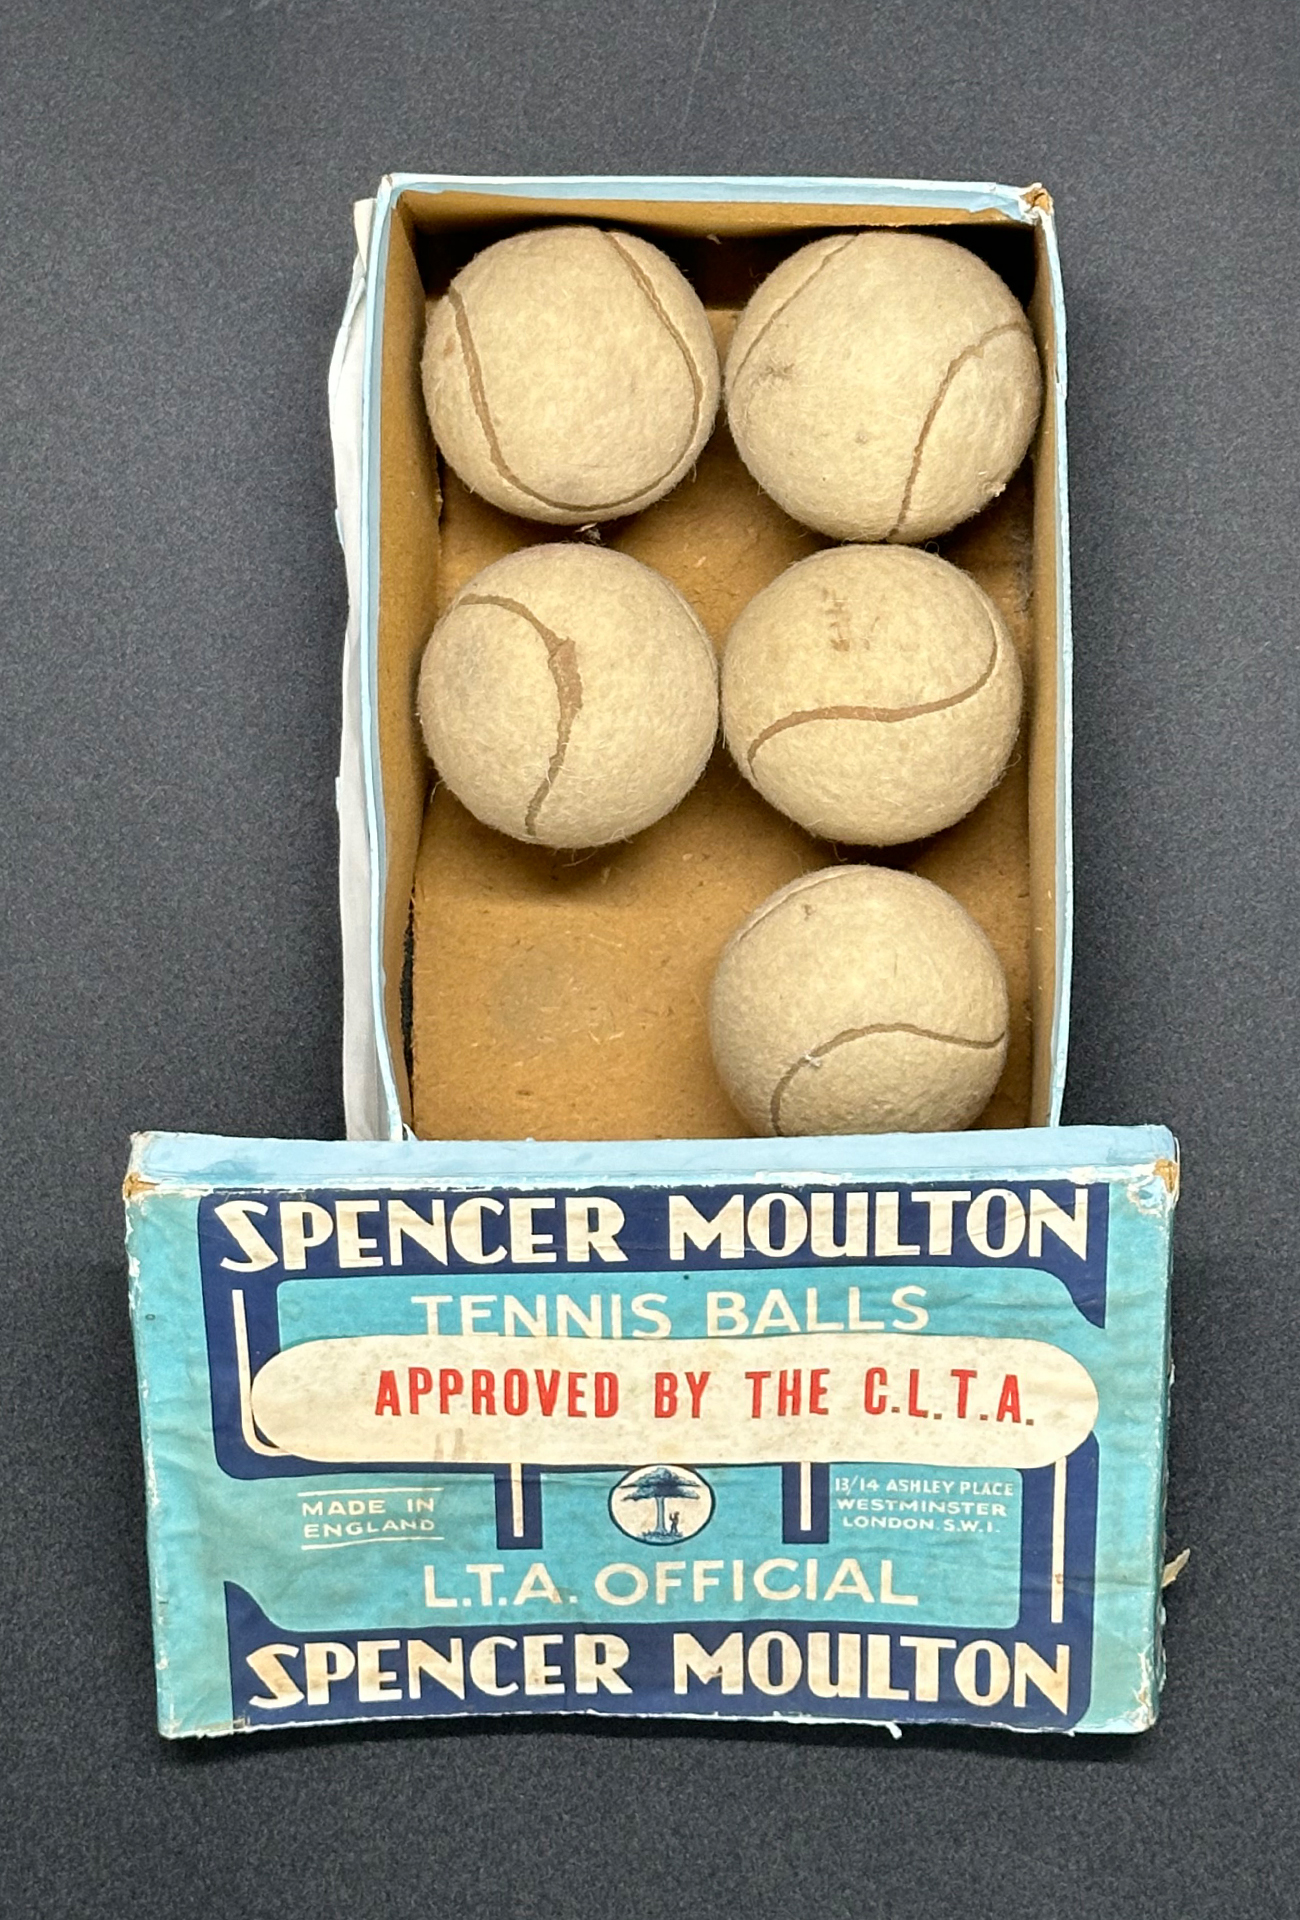 SPENCER MOULTON
TENNIS BALLS
APPROVED BY THE C.L.T.A.
MADE IN
ENGLAND
13/14 ASHLEY PLACE
WESTMINSTER
LONDON. S.W.1.
L.T.A. OFFICIAL
SPENCER MOULTON